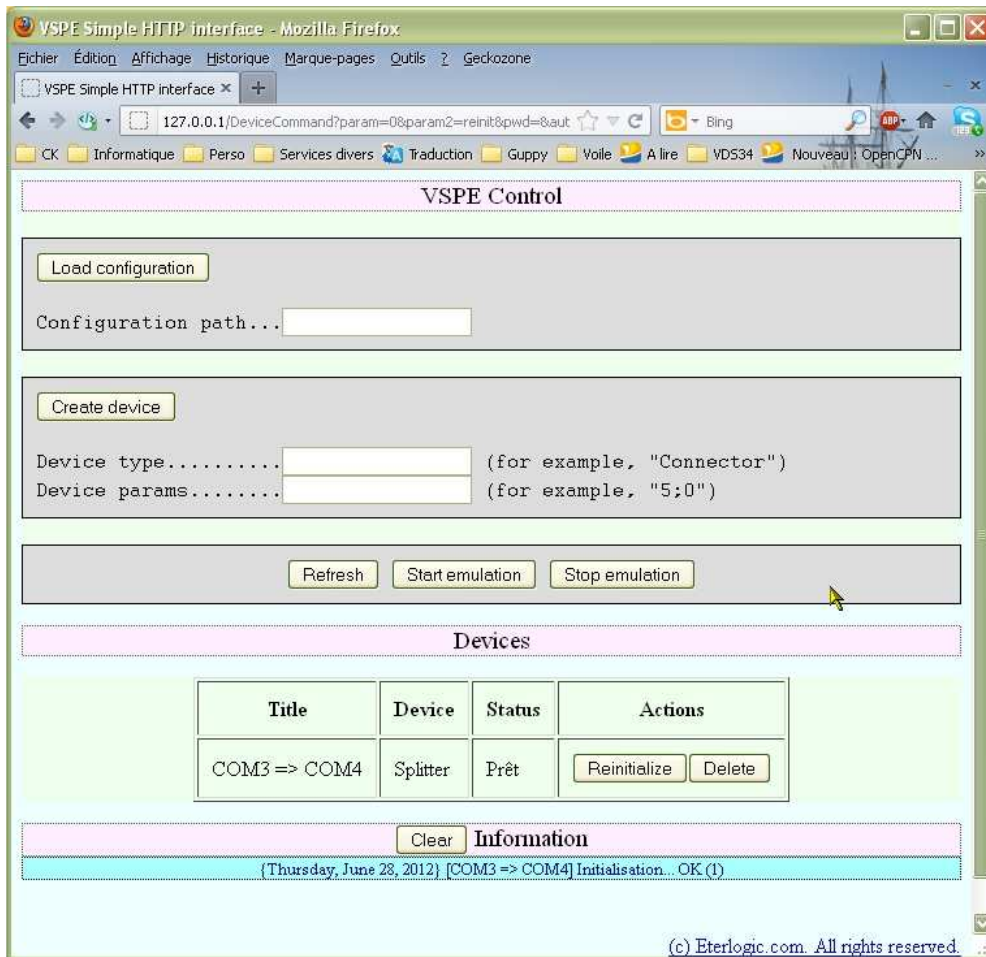 VSPE Simple HTTP interface - Mozilla Firefox
Fichier Édition Affichage Historique Marque-pages Outils ? Geckozone
VSPE Simple HTTP interface × +
127.0.0.1/DeviceCommand?param=0&param2=reinit&pwd=&aut Bing ABP
CK Informatique Perso Services divers Traduction Guppy Voile A lire VDS34 Nouveau : OpenCPN ... »
VSPE Control
Load configuration
Configuration path...
Create device
Device type.......... (for example, "Connector")
Device params........ (for example, "5;0")
Refresh Start emulation Stop emulation
Devices
Title Device Status Actions
COM3 => COM4 Splitter Prêt Reinitialize Delete
Clear Information
{Thursday, June 28, 2012} [COM3 => COM4] Initialisation... OK (1)
(c) Eterlogic.com. All rights reserved.